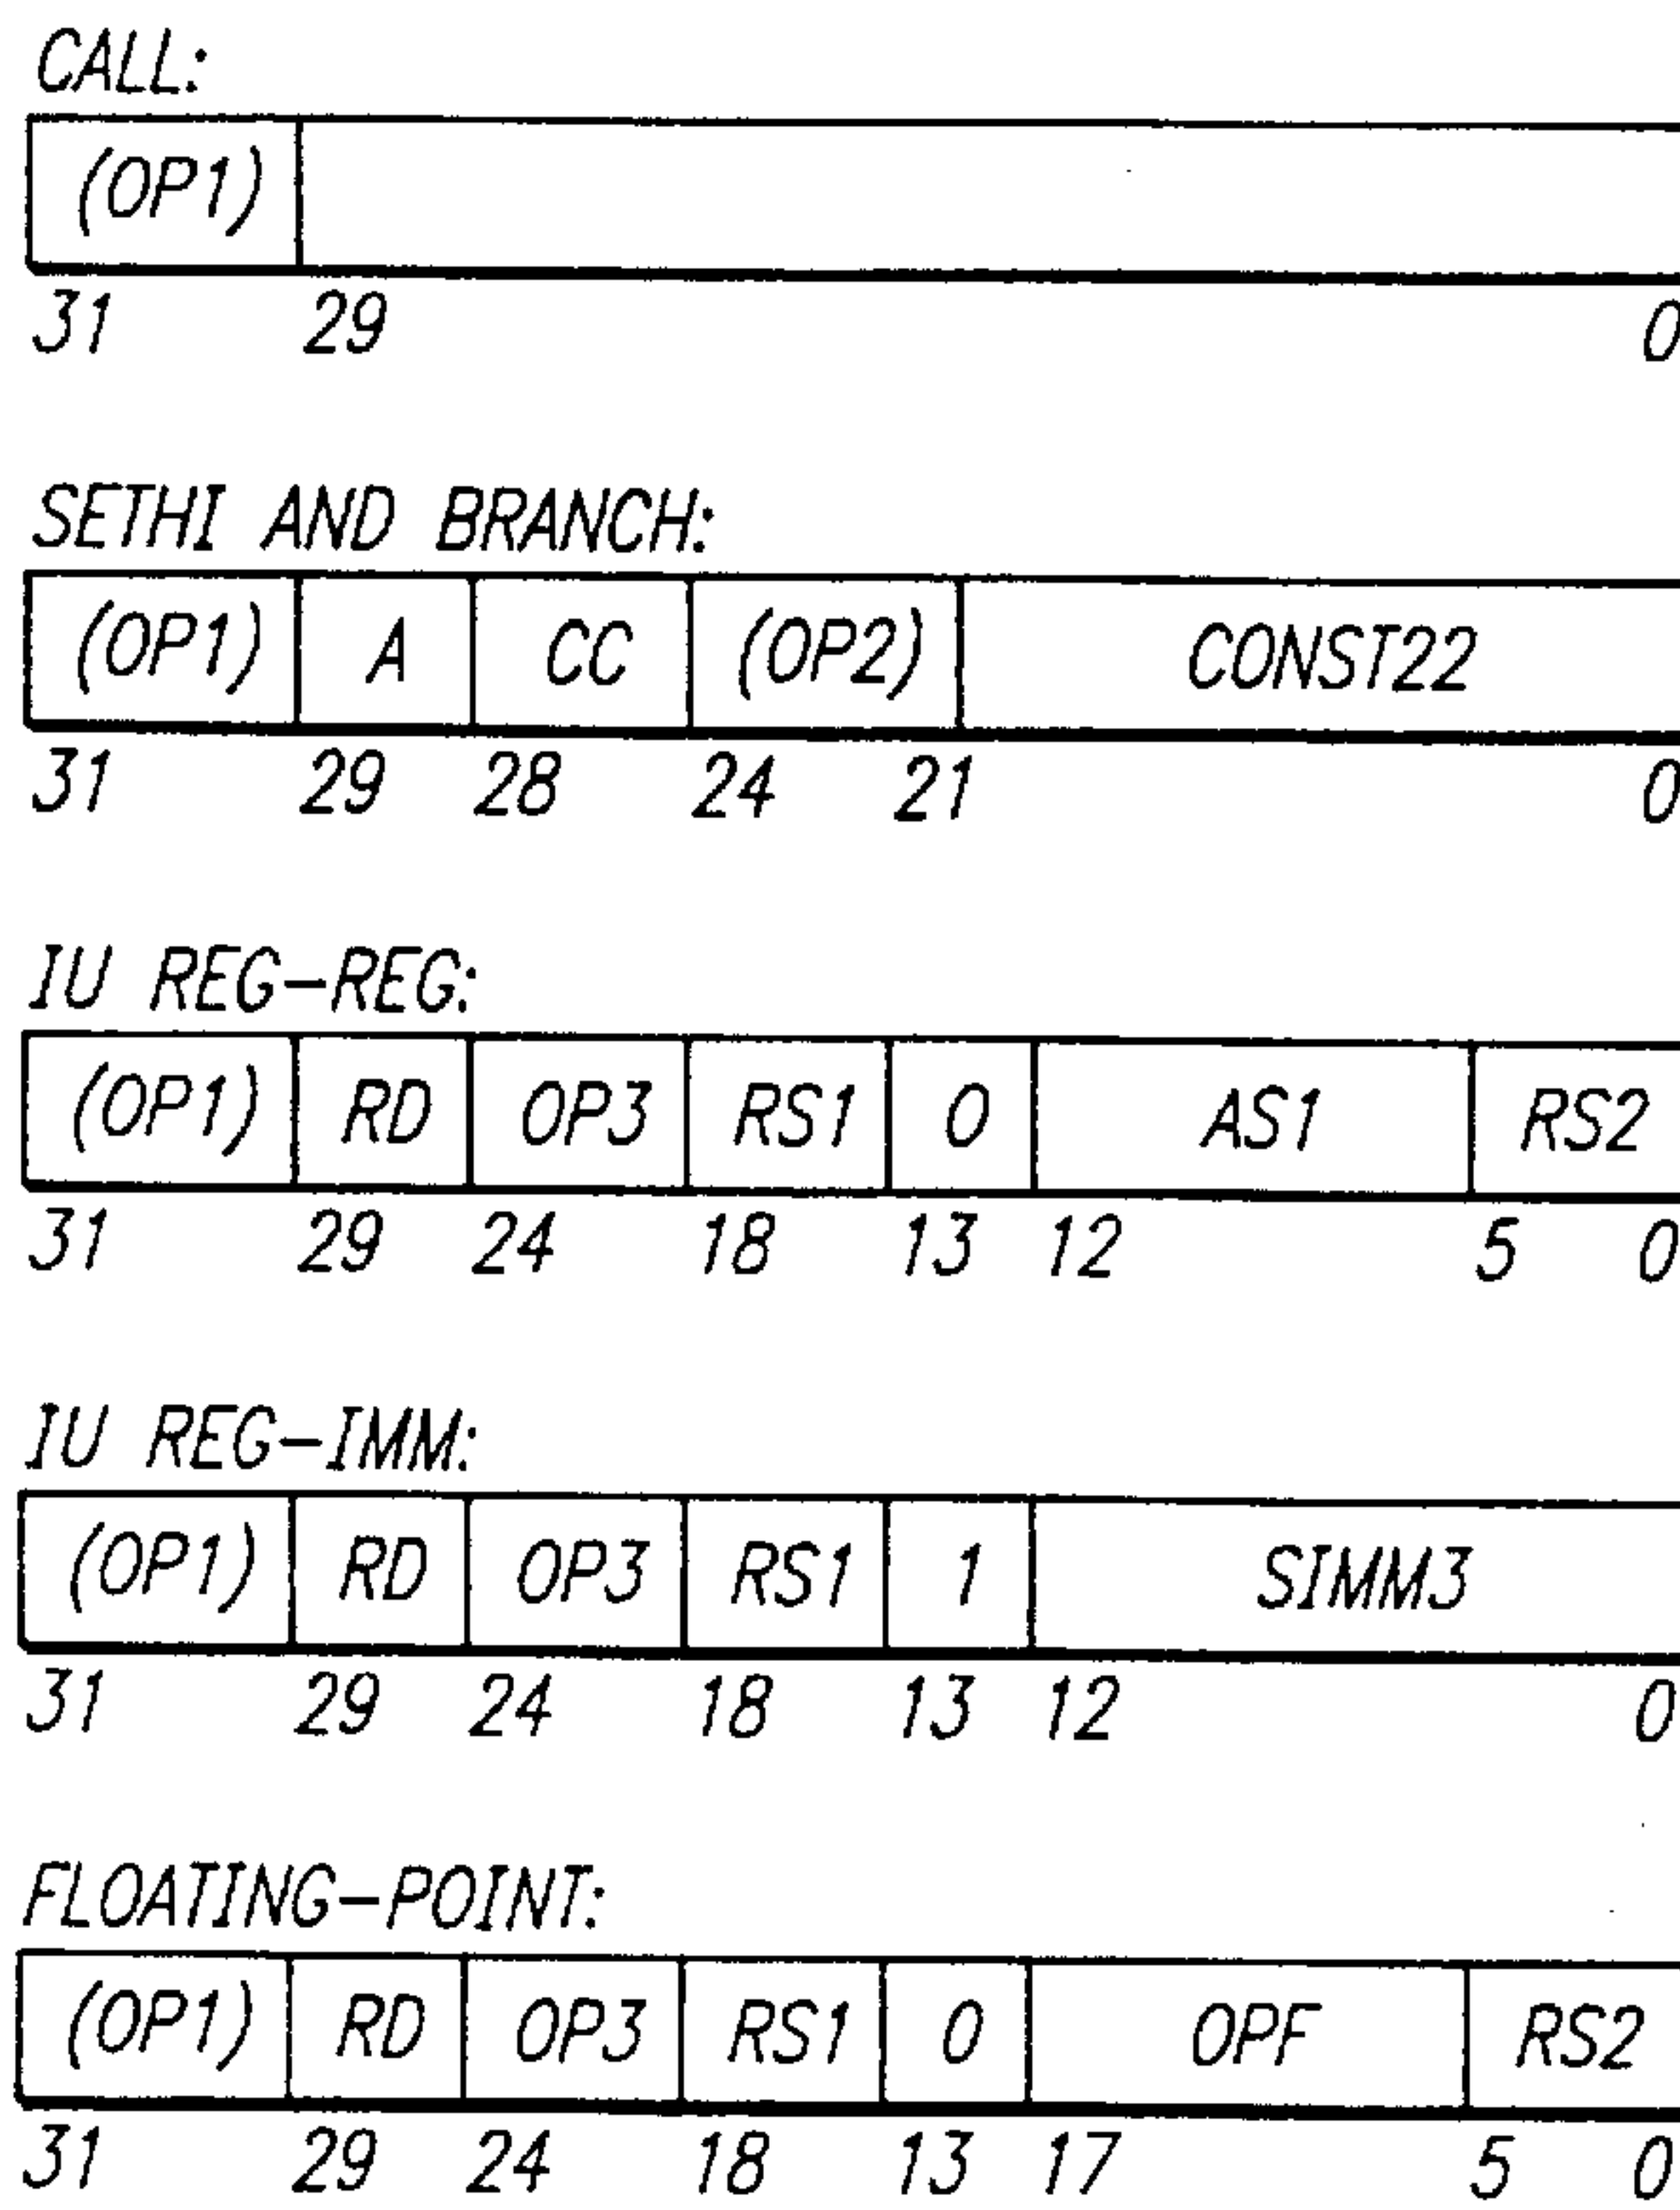 CALL:
(OP1)
31 29 0
SETHI AND BRANCH:
(OP1) A CC (OP2) CONST22
31 29 28 24 21 0
IU REG-REG:
(OP1) RD OP3 RS1 0 AS1 RS2
31 29 24 18 13 12 5 0
IU REG-IMM:
(OP1) RD OP3 RS1 1 SIMM3
31 29 24 18 13 12 0
FLOATING-POINT:
(OP1) RD OP3 RS1 0 OPF RS2
31 29 24 18 13 17 5 0